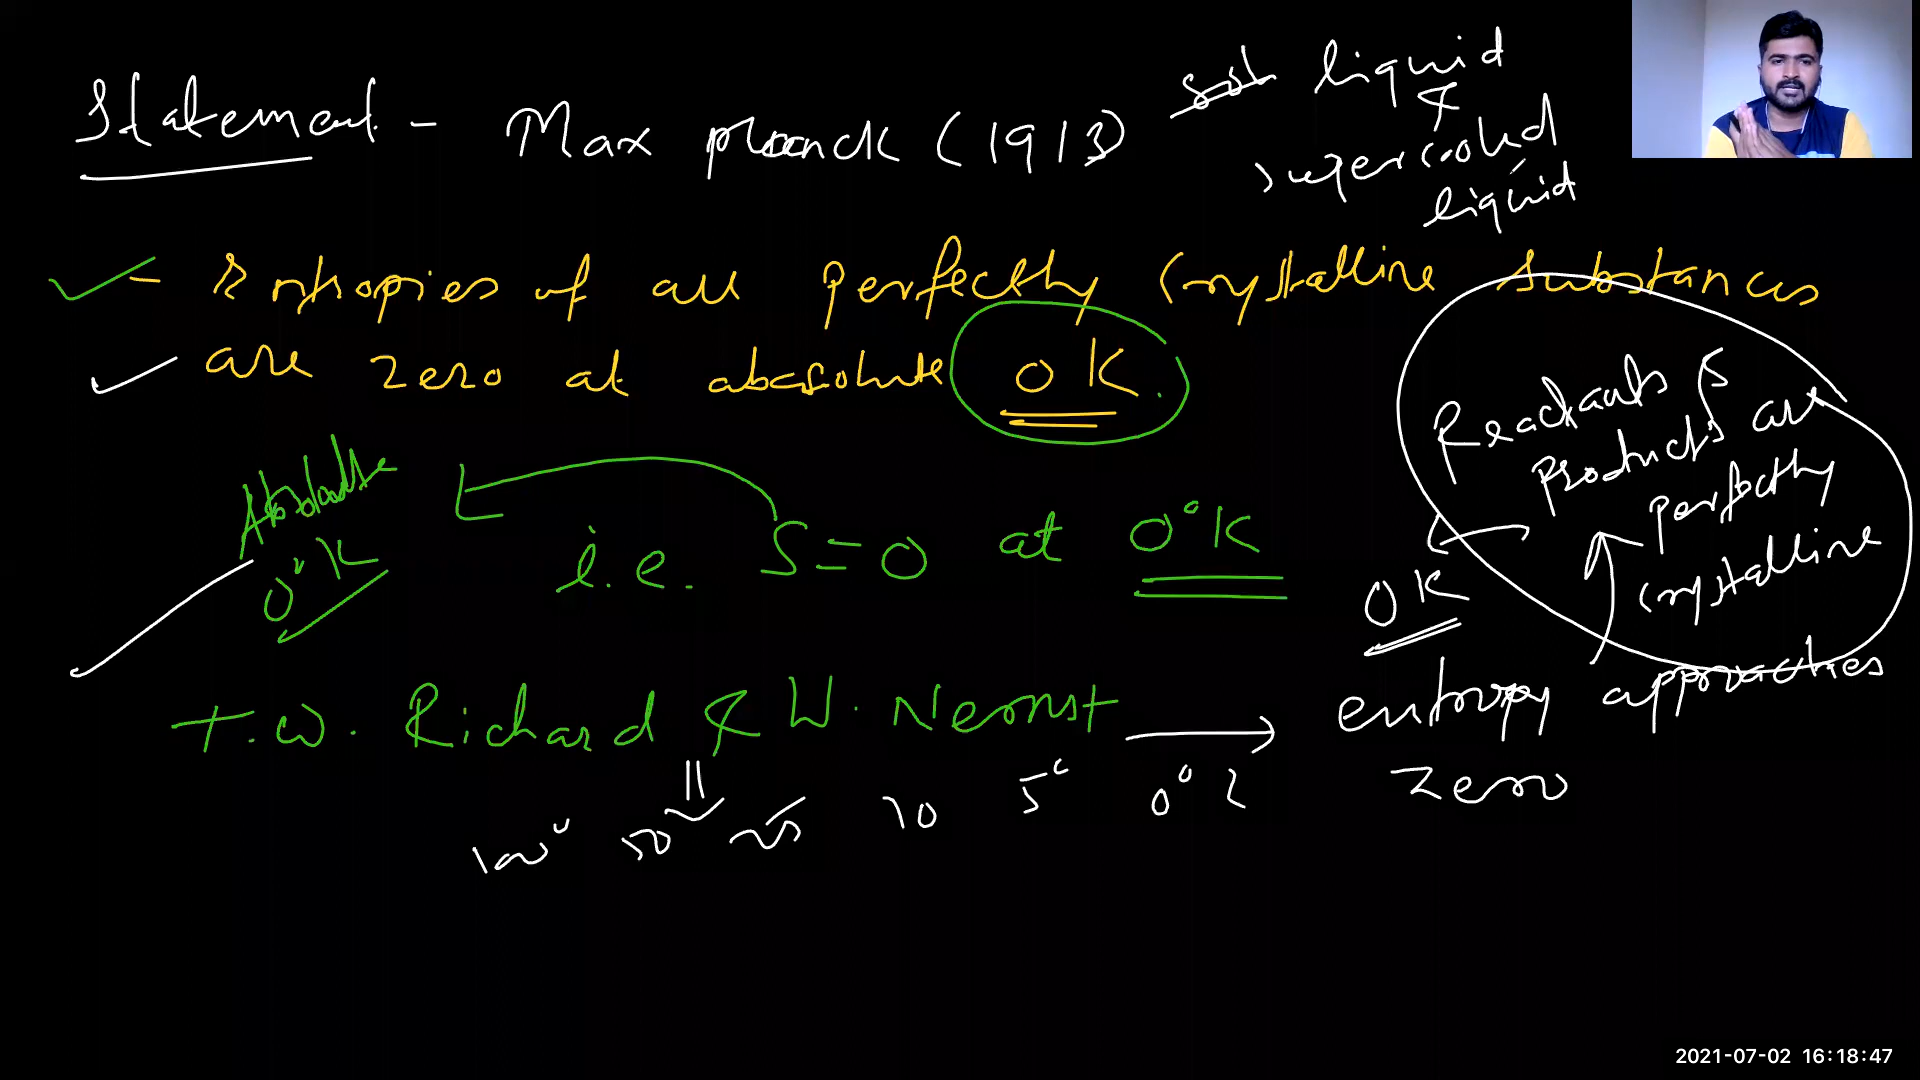 Statement - Max planck (1913)
liquid
&
supercooled
liquid
- Entropies of all perfectly crystalline substances
are zero at absolute 0 K.
Reactants &
Products are
perfectly
crystalline
Absolute
0°K
i.e. S=0 at 0°K
0 K
T.W. Richard & W. Nernst → entropy approaches
zero
100° 50 25 10 5° 0°
2021-07-02 16:18:47